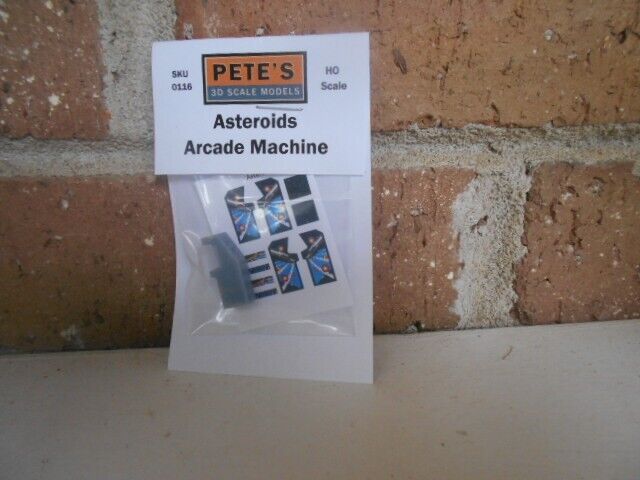 SKU
0116
PETE'S
3D SCALE MODELS
HO
Scale
Asteroids
Arcade Machine